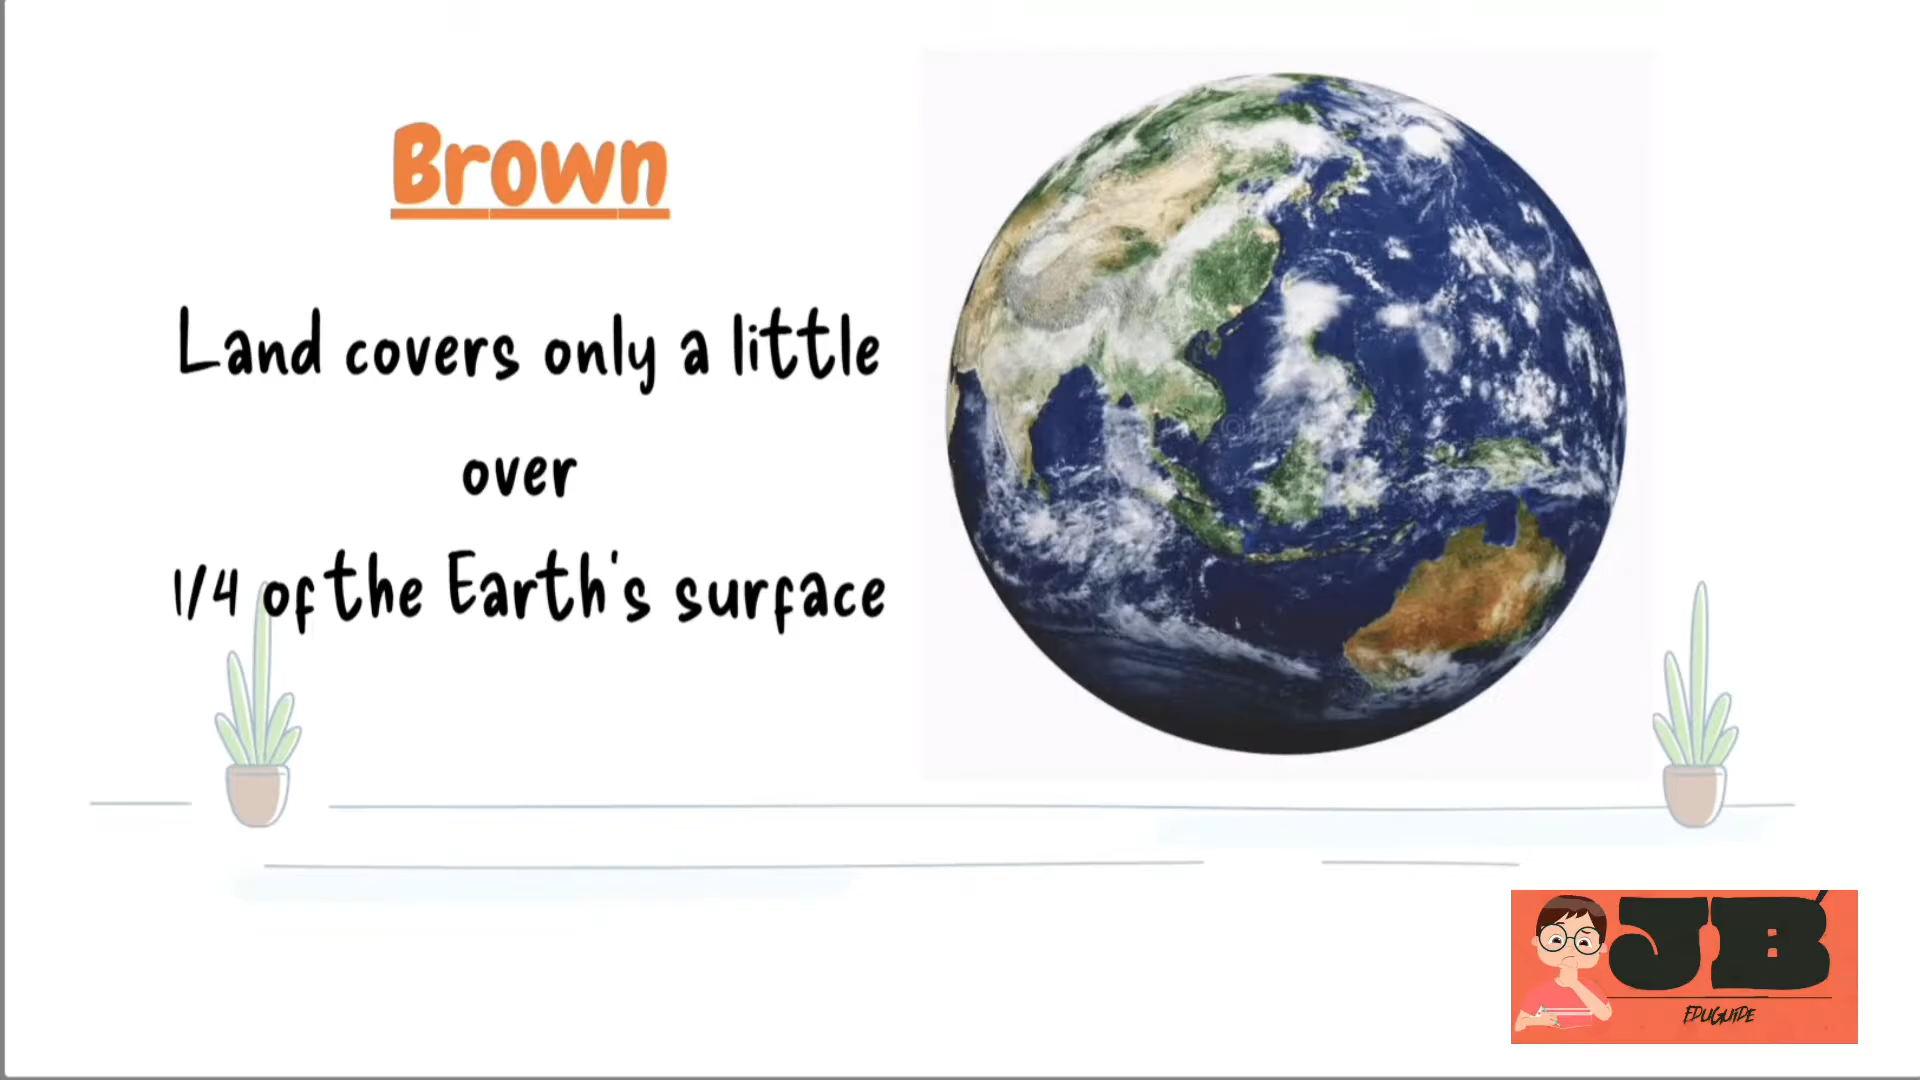 Brown
Land covers only a little
over
1/4 of the Earth's surface
JB
EDUGUIDE